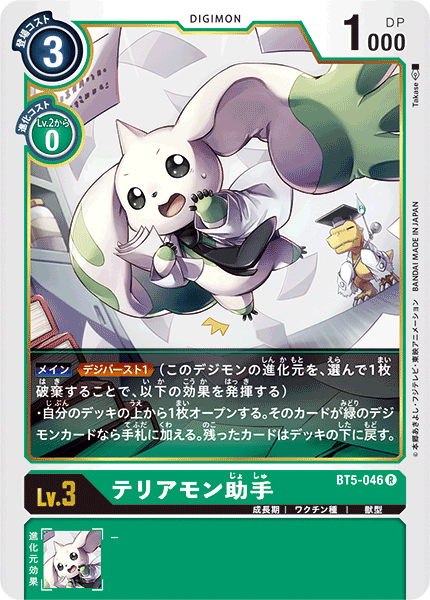 DIGIMON
登場コスト
3
進化コスト
Lv.2から
0
1000
DP
Takase
BANDAI MADE IN JAPAN
©本郷あきよし・フジテレビ・東映アニメーション
メイン デジバースト1 (このデジモンの進化元を、選んで1枚
破棄することで、以下の効果を発揮する)
・自分のデッキの上から1枚オープンする。そのカードが緑のデジ
モンカードなら手札に加える。残ったカードはデッキの下に戻す。
BT5-046 R
Lv.3
テリアモン助手
じょしゅ
成長期 | ワクチン種 | 獣型
進化元効果
–